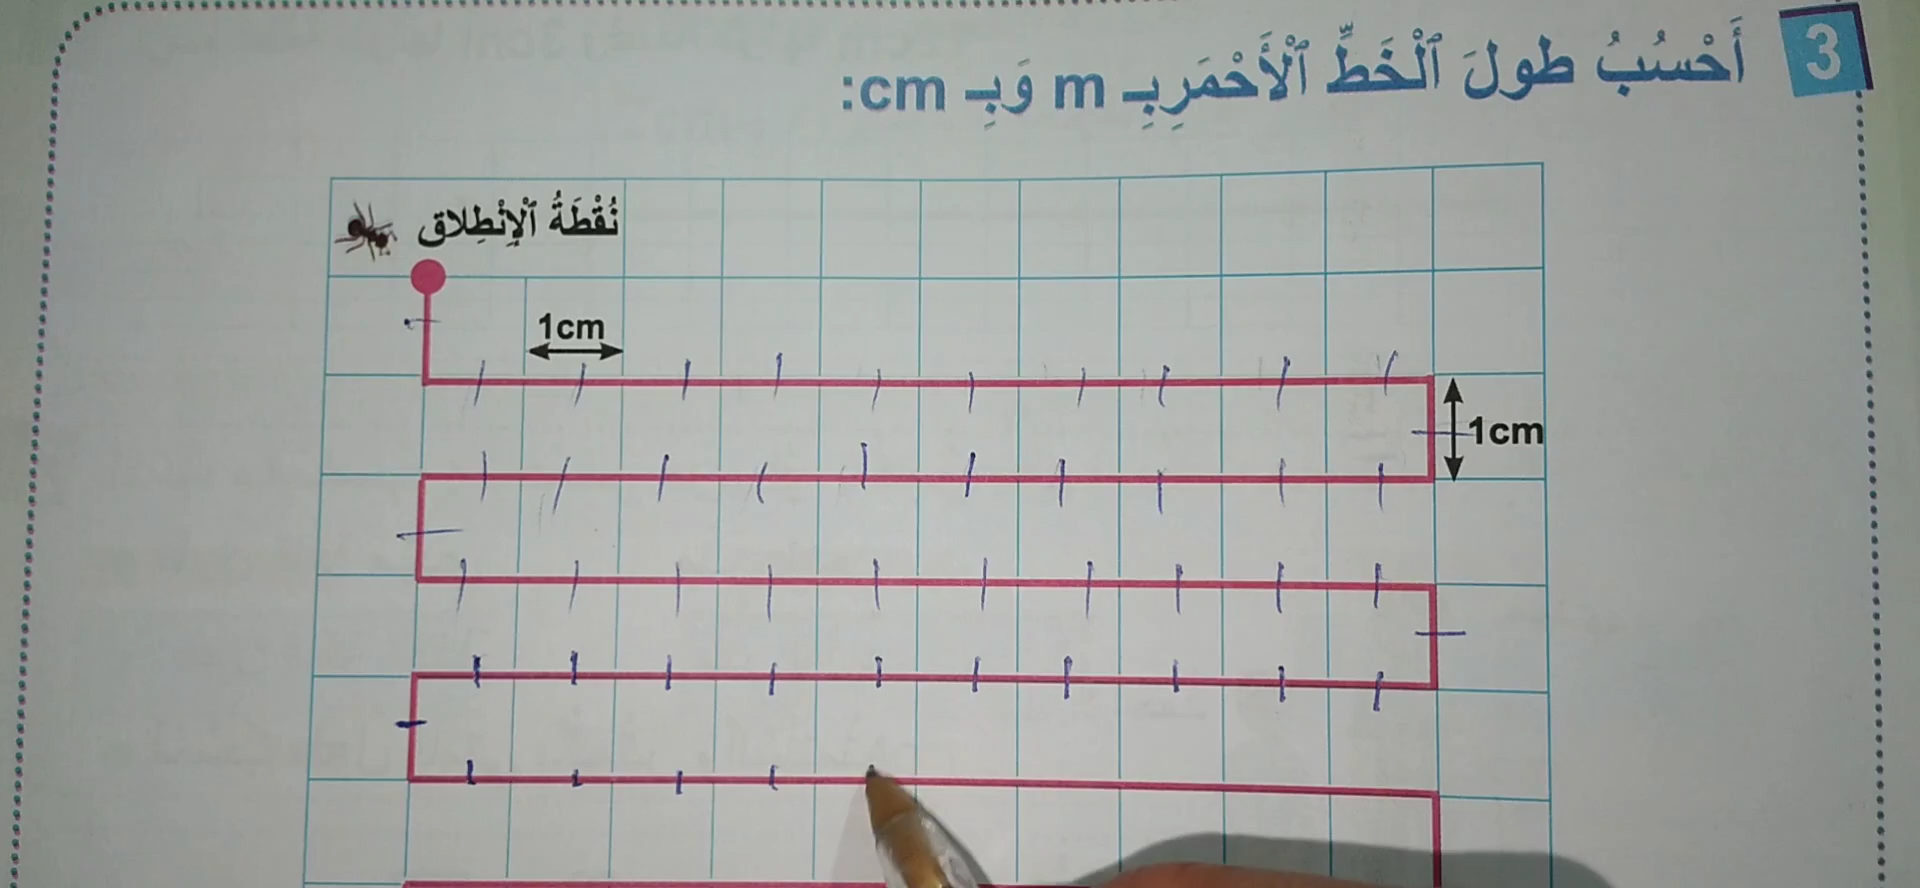 3 أَحْسُبُ طولَ ٱلْخَطِّ ٱلْأَحْمَرِبِـ m وَبِـ cm:
نُقْطَةُ ٱلْإِنْطِلاق
1cm
1cm